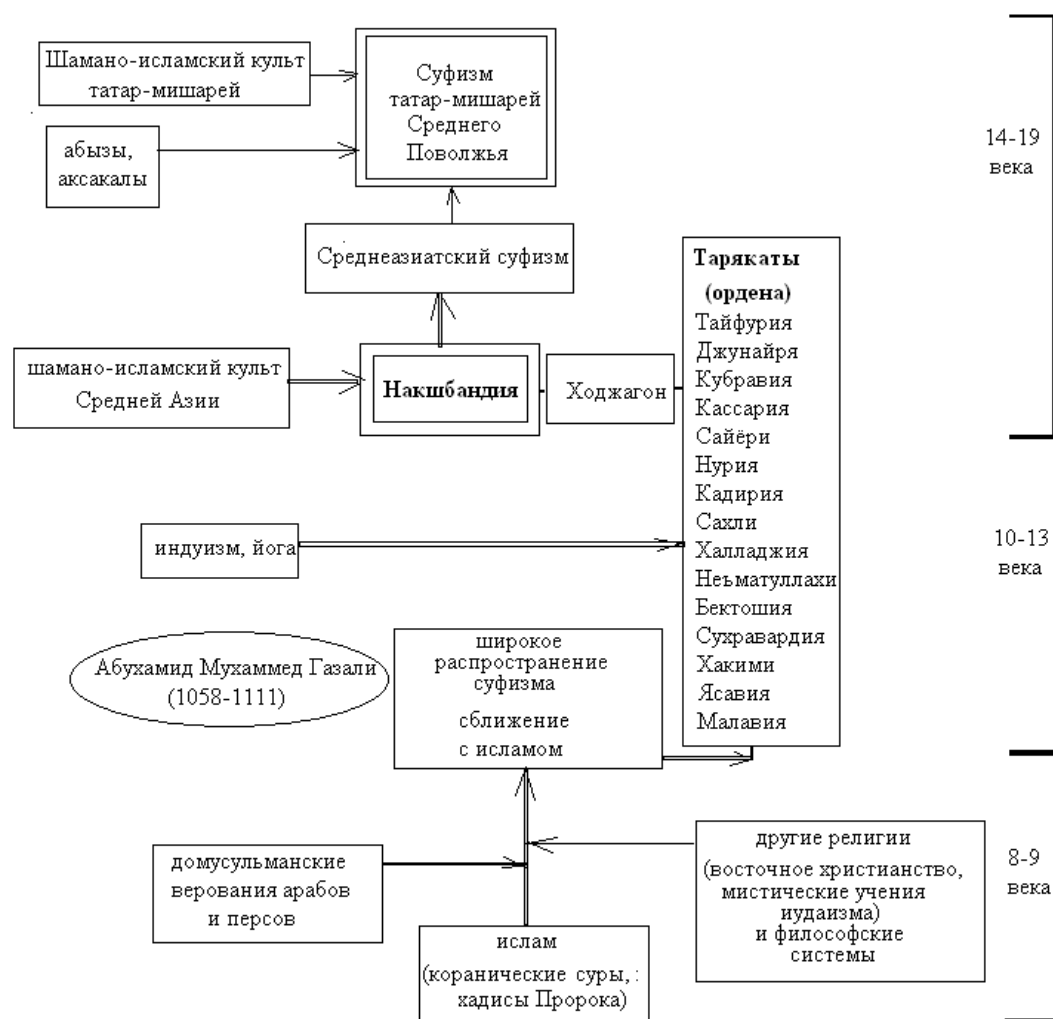 Шамано-исламский культ
татар-мишарей
Суфизм
татар-мишарей
Среднего
Поволжья
абызы,
аксакалы
14-19
века
Среднеазиатский суфизм
Тарякаты
(ордена)
Тайфурия
Джунайря
Кубравия
Кассария
Сайёри
Нурия
Кадирия
Сахли
Халладжия
Неъматуллахи
Бектошия
Сухравардия
Хакими
Ясавия
Малавия
шамано-исламский культ
Средней Азии
Накшбандия
Ходжагон
индуизм, йога
10-13
века
Абухамид Мухаммед Газали
(1058-1111)
широкое
распространение
суфизма
сближение
с исламом
домусульманские
верования арабов
и персов
другие религии
(восточное христианство,
мистические учения
иудаизма)
и философские
системы
8-9
века
ислам
(коранические суры, :
хадисы Пророка)